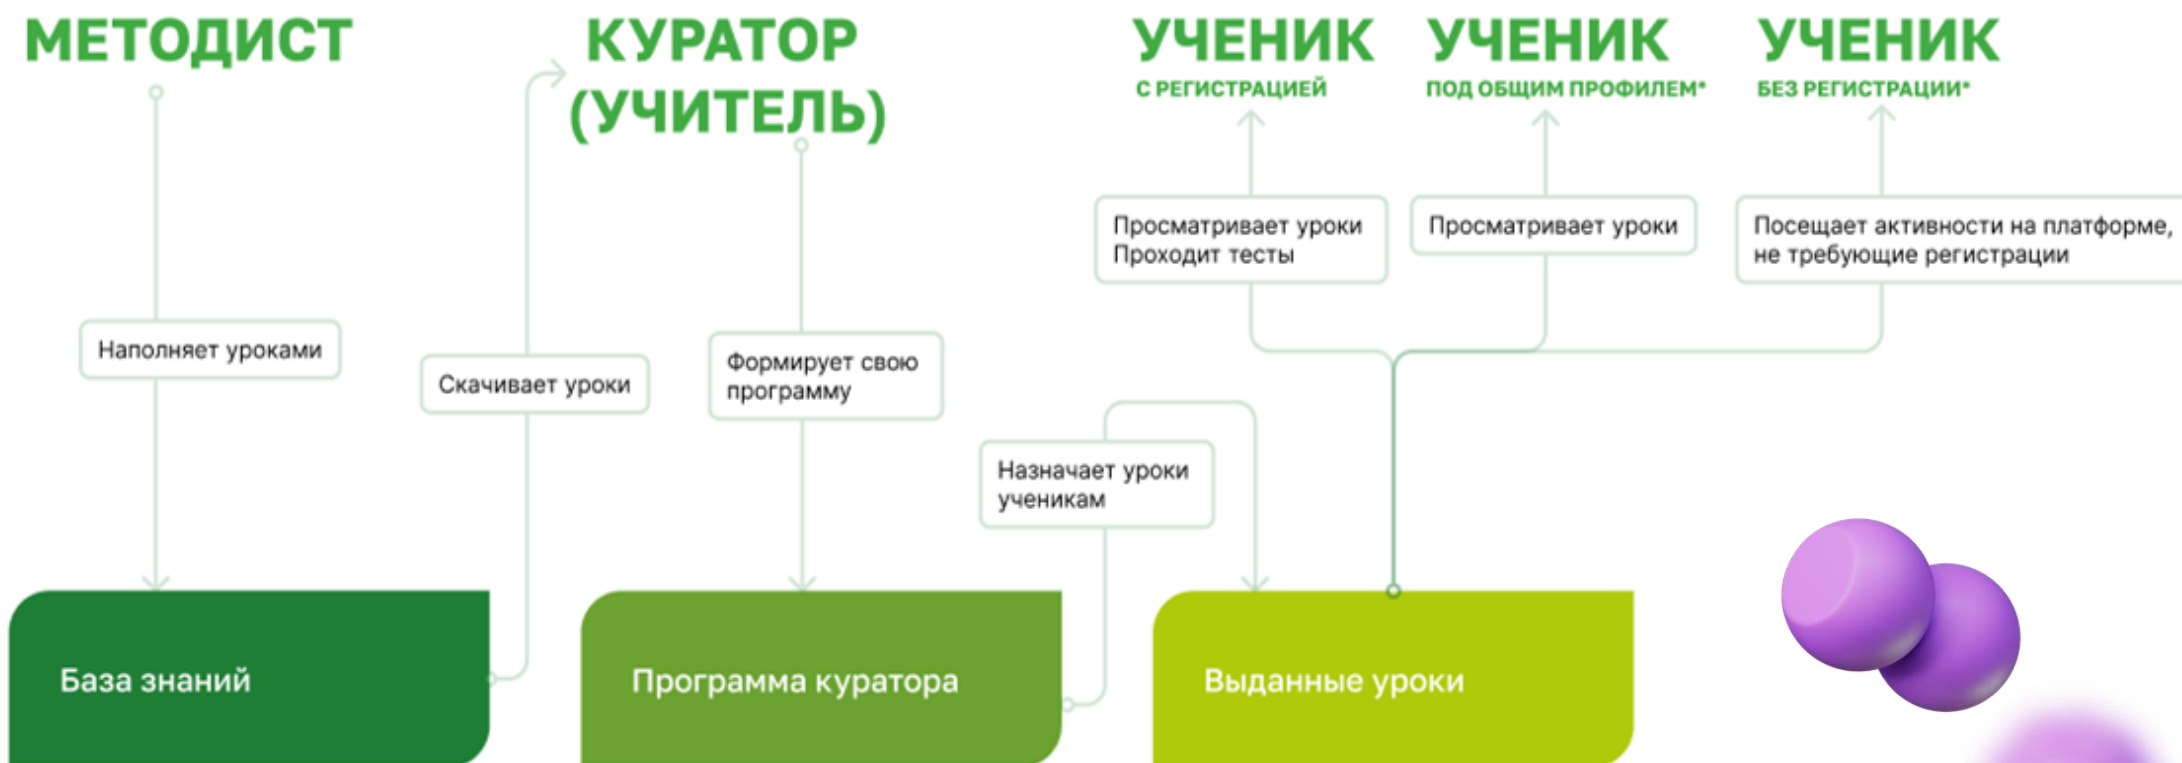 МЕТОДИСТ
КУРАТОР
(УЧИТЕЛЬ)
УЧЕНИК
С РЕГИСТРАЦИЕЙ
УЧЕНИК
ПОД ОБЩИМ ПРОФИЛЕМ*
УЧЕНИК
БЕЗ РЕГИСТРАЦИИ*
Просматривает уроки
Проходит тесты
Просматривает уроки
Посещает активности на платформе,
не требующие регистрации
Наполняет уроками
Скачивает уроки
Формирует свою
программу
Назначает уроки
ученикам
База знаний
Программа куратора
Выданные уроки